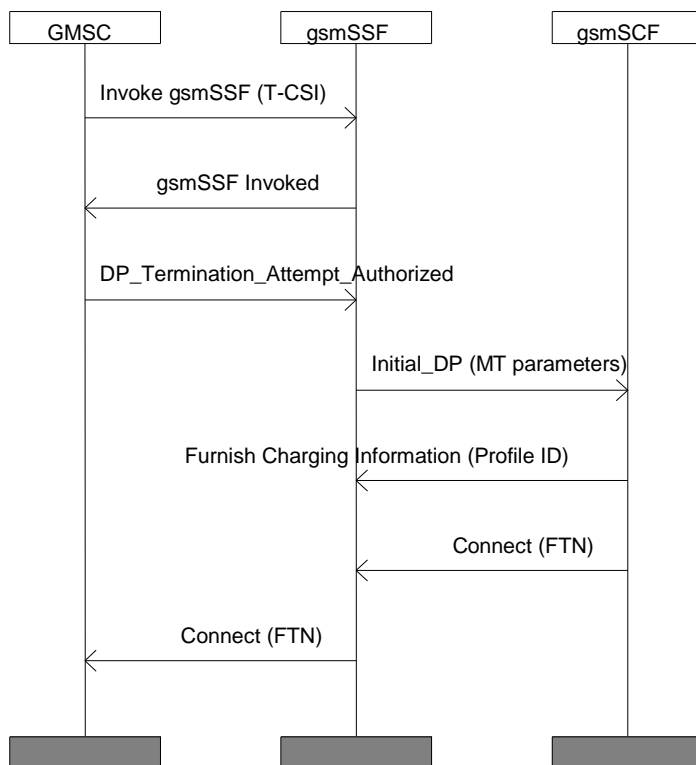 GMSC
gsmSSF
gsmSCF
Invoke gsmSSF (T-CSI)
gsmSSF Invoked
DP_Termination_Attempt_Authorized
Initial_DP (MT parameters)
Furnish Charging Information (Profile ID)
Connect (FTN)
Connect (FTN)